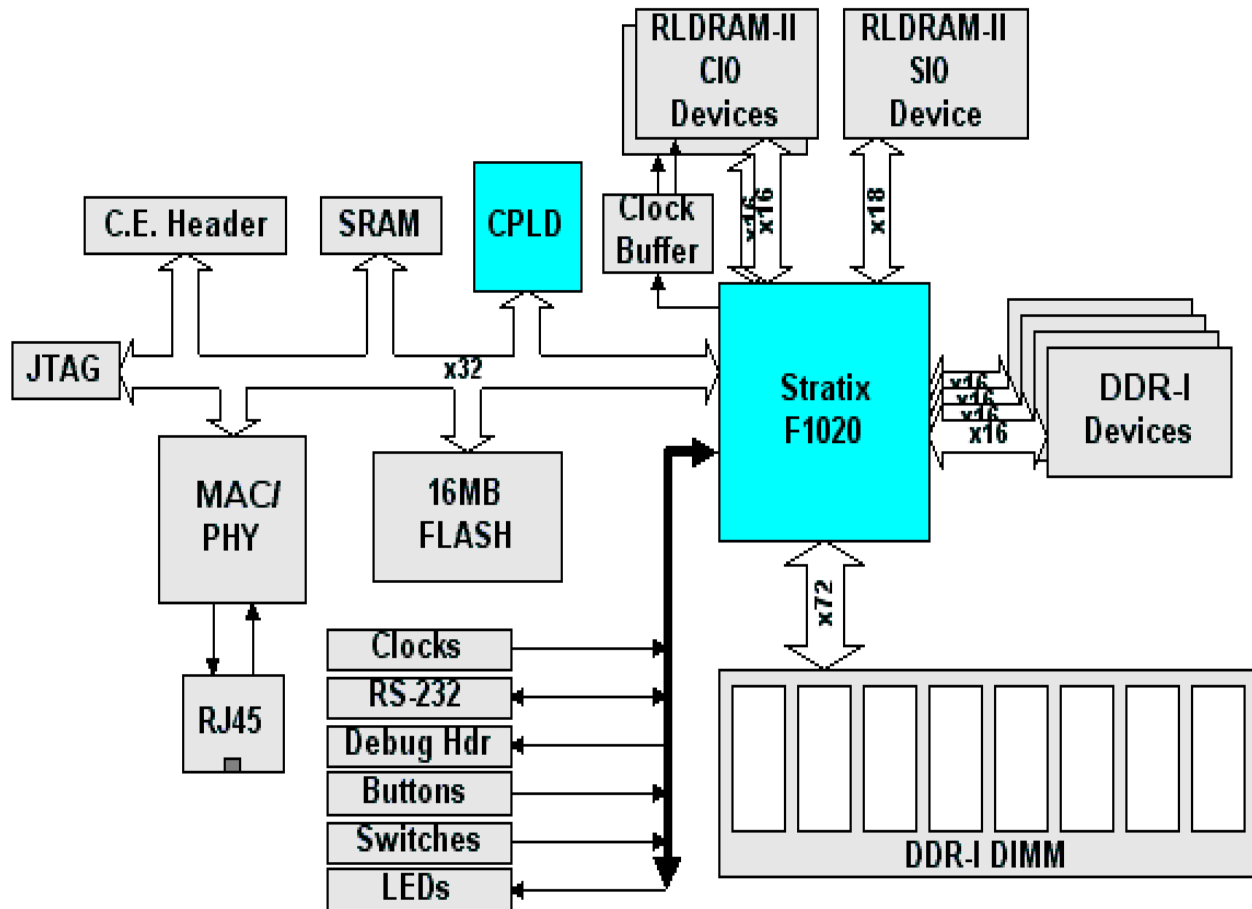 RLDRAM-II
CIO
Devices
RLDRAM-II
SIO
Device
C.E. Header
SRAM
CPLD
Clock
Buffer
x16
x16
x18
JTAG
x32
Stratix
F1020
x16
x16
x16
x16
DDR-I
Devices
MAC/
PHY
16MB
FLASH
x72
Clocks
RS-232
RJ45
Debug Hdr
Buttons
Switches
LEDs
DDR-I DIMM